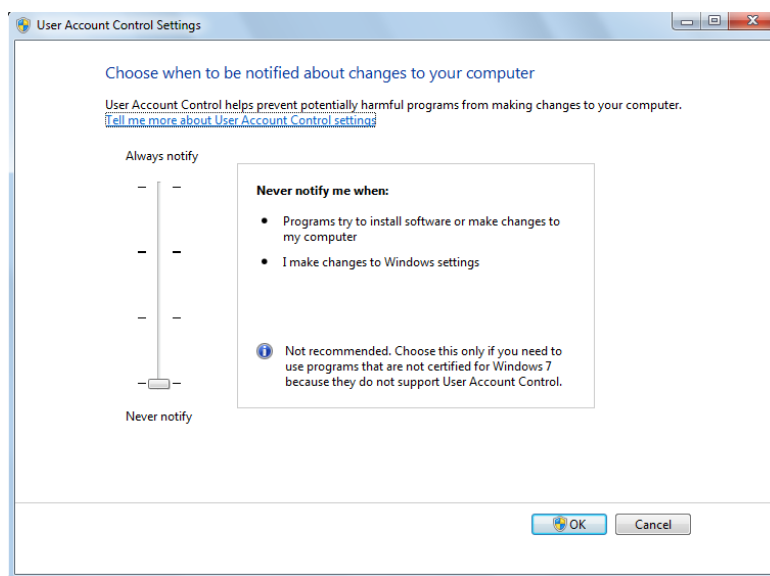 User Account Control Settings
Choose when to be notified about changes to your computer
User Account Control helps prevent potentially harmful programs from making changes to your computer.
Tell me more about User Account Control settings
Always notify
Never notify me when:
Programs try to install software or make changes to
my computer
I make changes to Windows settings
Not recommended. Choose this only if you need to
use programs that are not certified for Windows 7
because they do not support User Account Control.
Never notify
OK Cancel